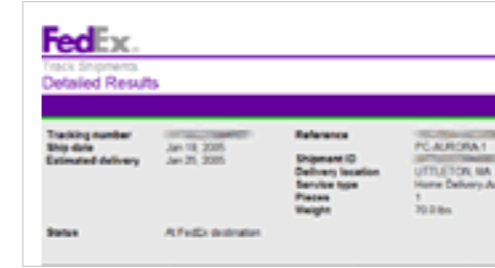 FedEx.
Track Shipments
Detailed Results
Tracking number
Ship date Jan 19, 2005
Estimated delivery Jan 25, 2005
Status At FedEx destination
Reference
PC-AURORA-1
Shipment ID
Delivery location LITTLETON, MA
Service type Home Delivery
Pieces 1
Weight 70.0 lbs.